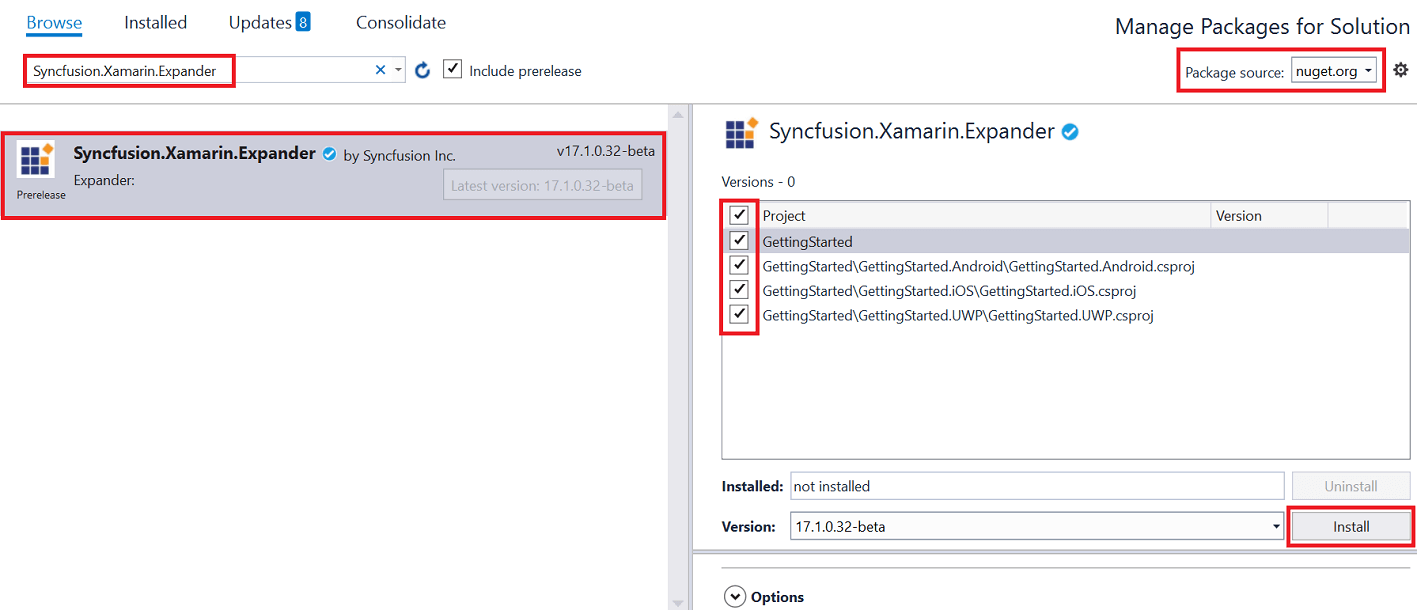 Browse Installed Updates 8 Consolidate
Manage Packages for Solution
Syncfusion.Xamarin.Expander Include prerelease
Package source: nuget.org
Syncfusion.Xamarin.Expander by Syncfusion Inc. v17.1.0.32-beta
Expander: Latest version: 17.1.0.32-beta
Prerelease
Syncfusion.Xamarin.Expander
Versions - 0
Project Version
GettingStarted
GettingStarted\GettingStarted.Android\GettingStarted.Android.csproj
GettingStarted\GettingStarted.iOS\GettingStarted.iOS.csproj
GettingStarted\GettingStarted.UWP\GettingStarted.UWP.csproj
Installed: not installed Uninstall
Version: 17.1.0.32-beta Install
Options